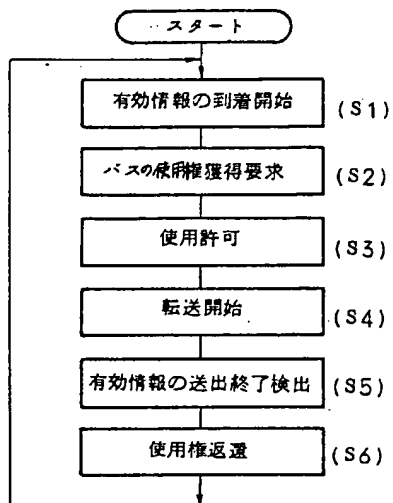 スタート
有効情報の到着開始 (S1)
バスの使用権獲得要求 (S2)
使用許可 (S3)
転送開始 (S4)
有効情報の送出終了検出 (S5)
使用権返還 (S6)